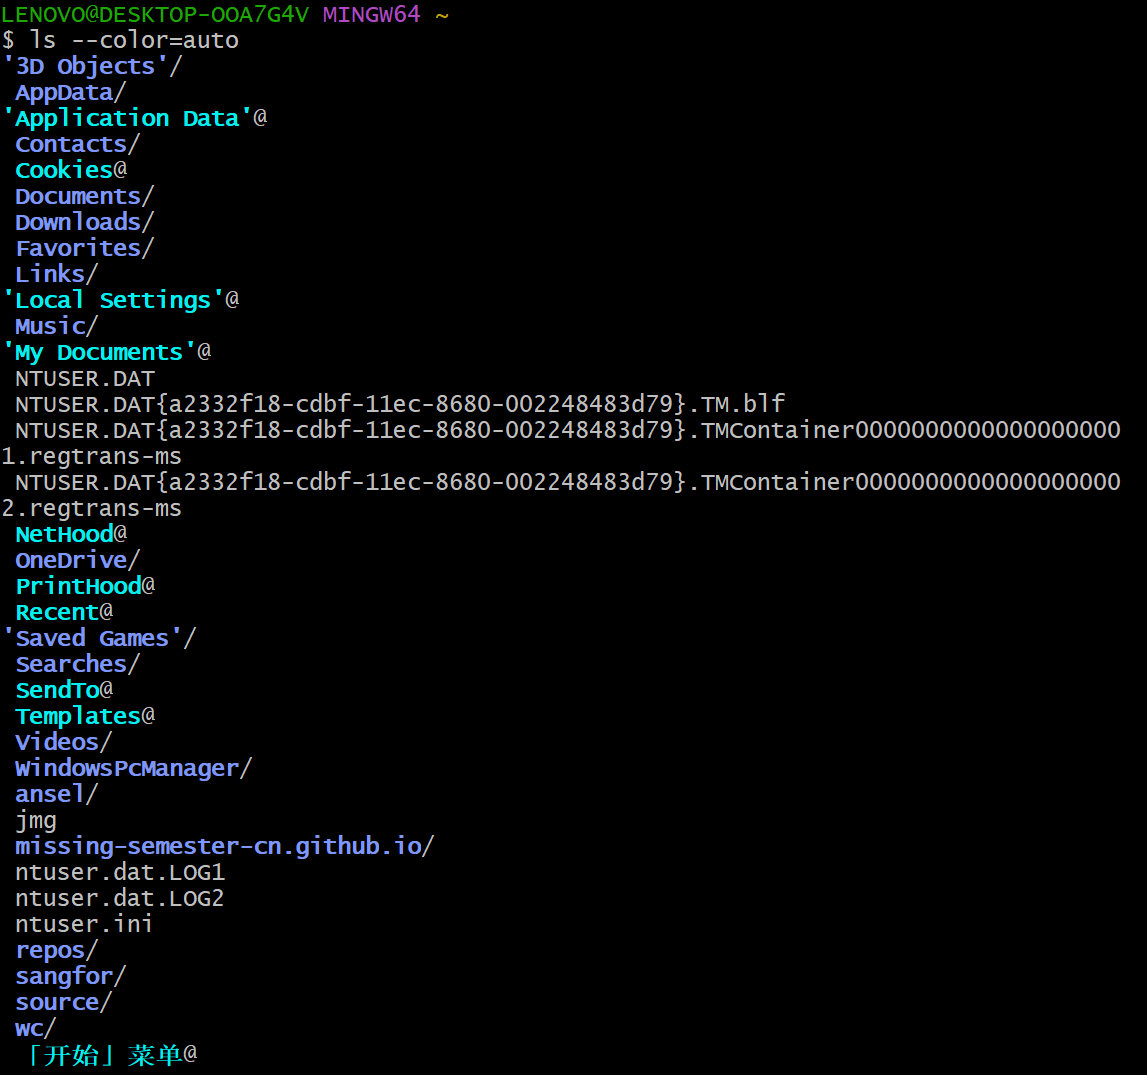 LENOVO@DESKTOP-OOA7G4V MINGW64 ~
$ ls --color=auto
'3D Objects'/
AppData/
'Application Data'@
Contacts/
Cookies@
Documents/
Downloads/
Favorites/
Links/
'Local Settings'@
Music/
'My Documents'@
NTUSER.DAT
NTUSER.DAT{a2332f18-cdbf-11ec-8680-002248483d79}.TM.blf
NTUSER.DAT{a2332f18-cdbf-11ec-8680-002248483d79}.TMContainer0000000000000000000
1.regtrans-ms
NTUSER.DAT{a2332f18-cdbf-11ec-8680-002248483d79}.TMContainer0000000000000000000
2.regtrans-ms
NetHood@
OneDrive/
PrintHood@
Recent@
'Saved Games'/
Searches/
SendTo@
Templates@
Videos/
WindowsPcManager/
ansel/
jmg
missing-semester-cn.github.io/
ntuser.dat.LOG1
ntuser.dat.LOG2
ntuser.ini
repos/
sangfor/
source/
wc/
「开始」菜单@